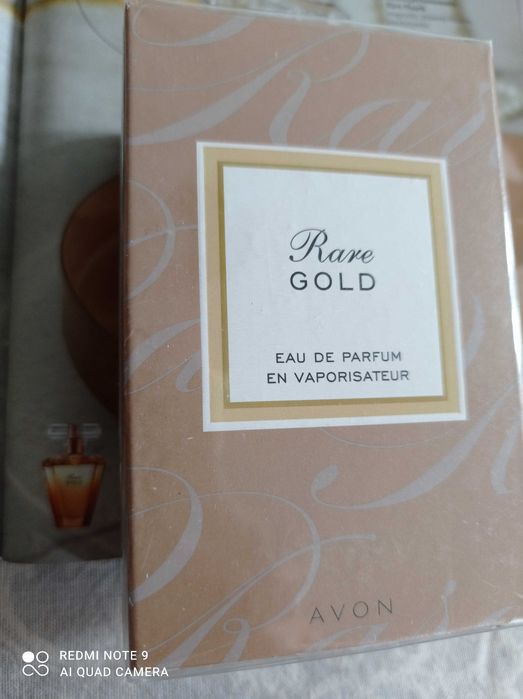 Rare
GOLD
EAU DE PARFUM
EN VAPORISATEUR
AVON
REDMI NOTE 9
AI QUAD CAMERA